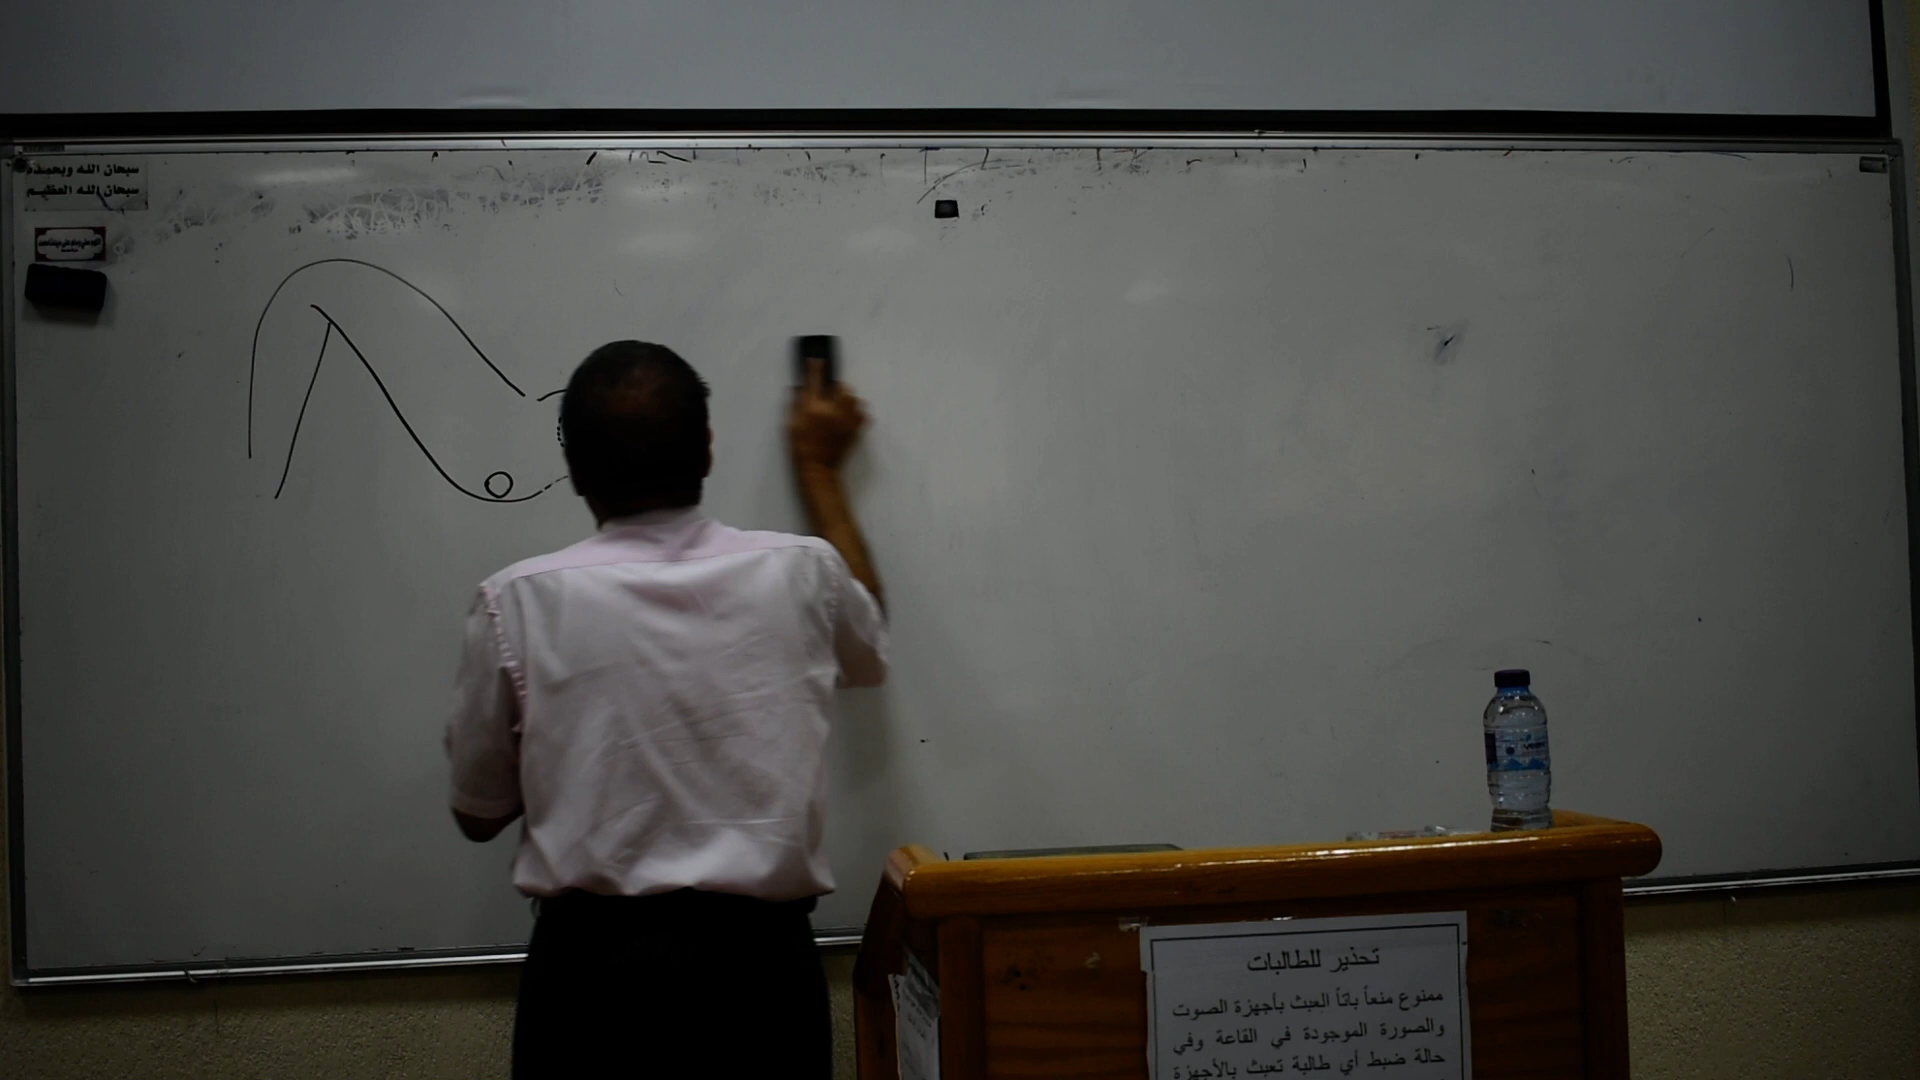 سبحان الله وبحمده
سبحان الله العظيم
تحذير للطالبات
ممنوع منعاً باتاً العبث بأجهزة الصوت
والصورة الموجودة في القاعة وفي
حالة ضبط أي طالبة تعبث بالأجهزة